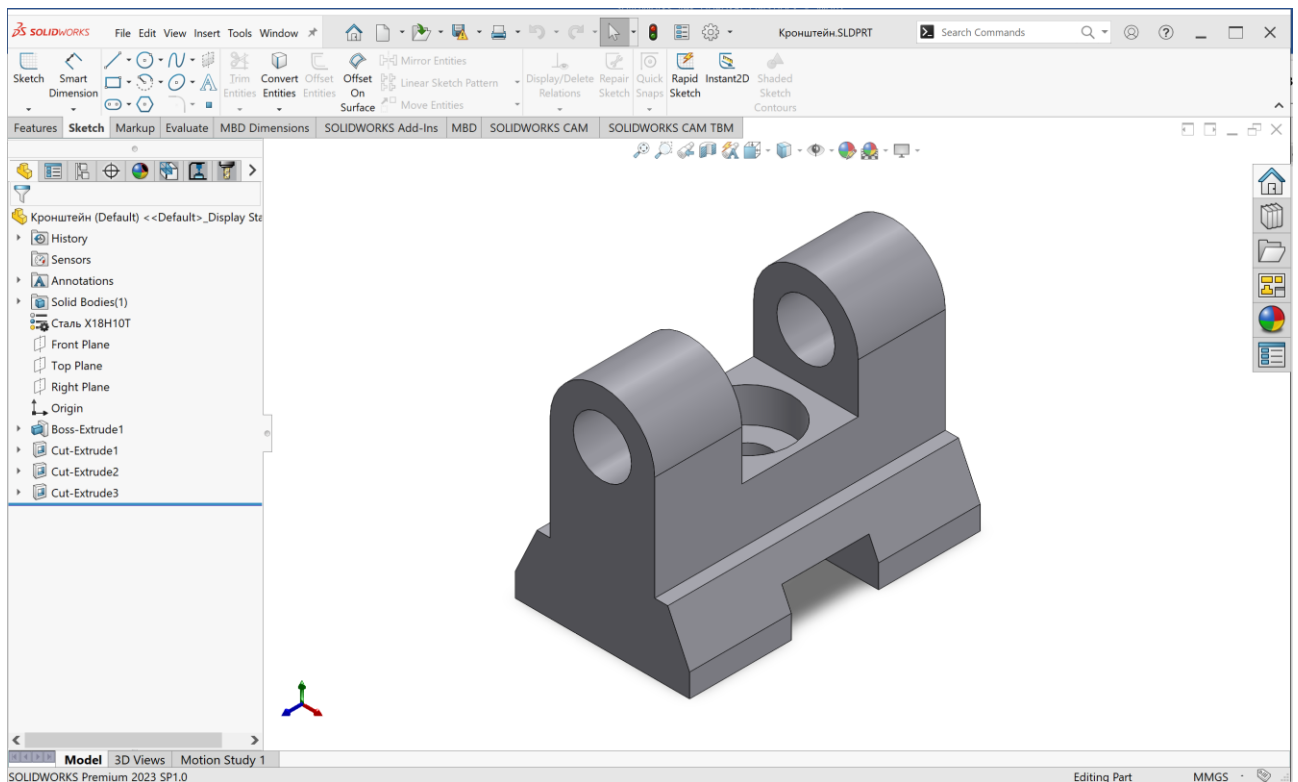 SOLIDWORKS File Edit View Insert Tools Window Кронштейн.SLDPRT Search Commands
Sketch Smart Dimension Trim Entities Convert Entities Offset Entities Offset On Surface Mirror Entities Display/Delete Relations Repair Sketch Quick Snaps Rapid Sketch Instant2D Shaded Sketch Contours
Linear Sketch Pattern
Move Entities
Features Sketch Markup Evaluate MBD Dimensions SOLIDWORKS Add-Ins MBD SOLIDWORKS CAM SOLIDWORKS CAM TBM
Кронштейн (Default) <<Default>_Display Sta
History
Sensors
Annotations
Solid Bodies(1)
Сталь Х18Н10Т
Front Plane
Top Plane
Right Plane
Origin
Boss-Extrude1
Cut-Extrude1
Cut-Extrude2
Cut-Extrude3
Model 3D Views Motion Study 1
SOLIDWORKS Premium 2023 SP1.0 Editing Part MMGS